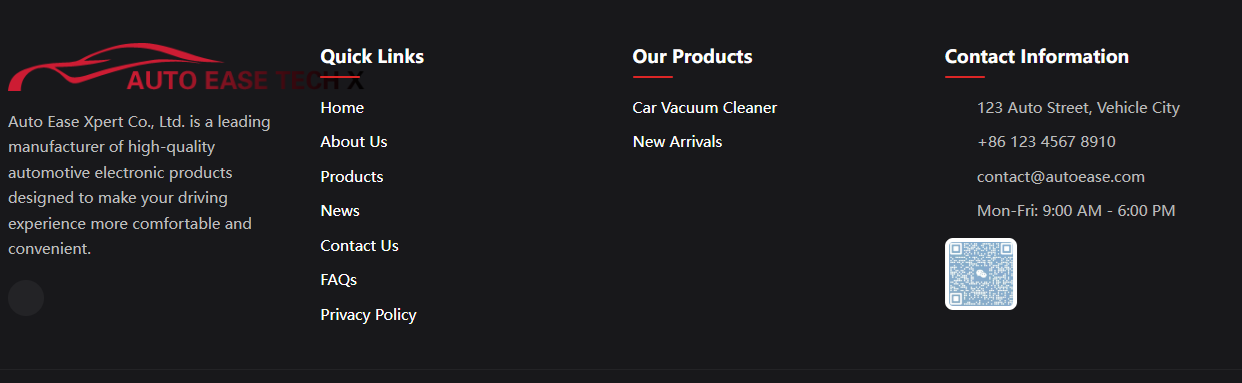 AUTO EASE TECH X
Auto Ease Xpert Co., Ltd. is a leading
manufacturer of high-quality
automotive electronic products
designed to make your driving
experience more comfortable and
convenient.
Quick Links
Home
About Us
Products
News
Contact Us
FAQs
Privacy Policy
Our Products
Car Vacuum Cleaner
New Arrivals
Contact Information
123 Auto Street, Vehicle City
+86 123 4567 8910
contact@autoease.com
Mon-Fri: 9:00 AM - 6:00 PM